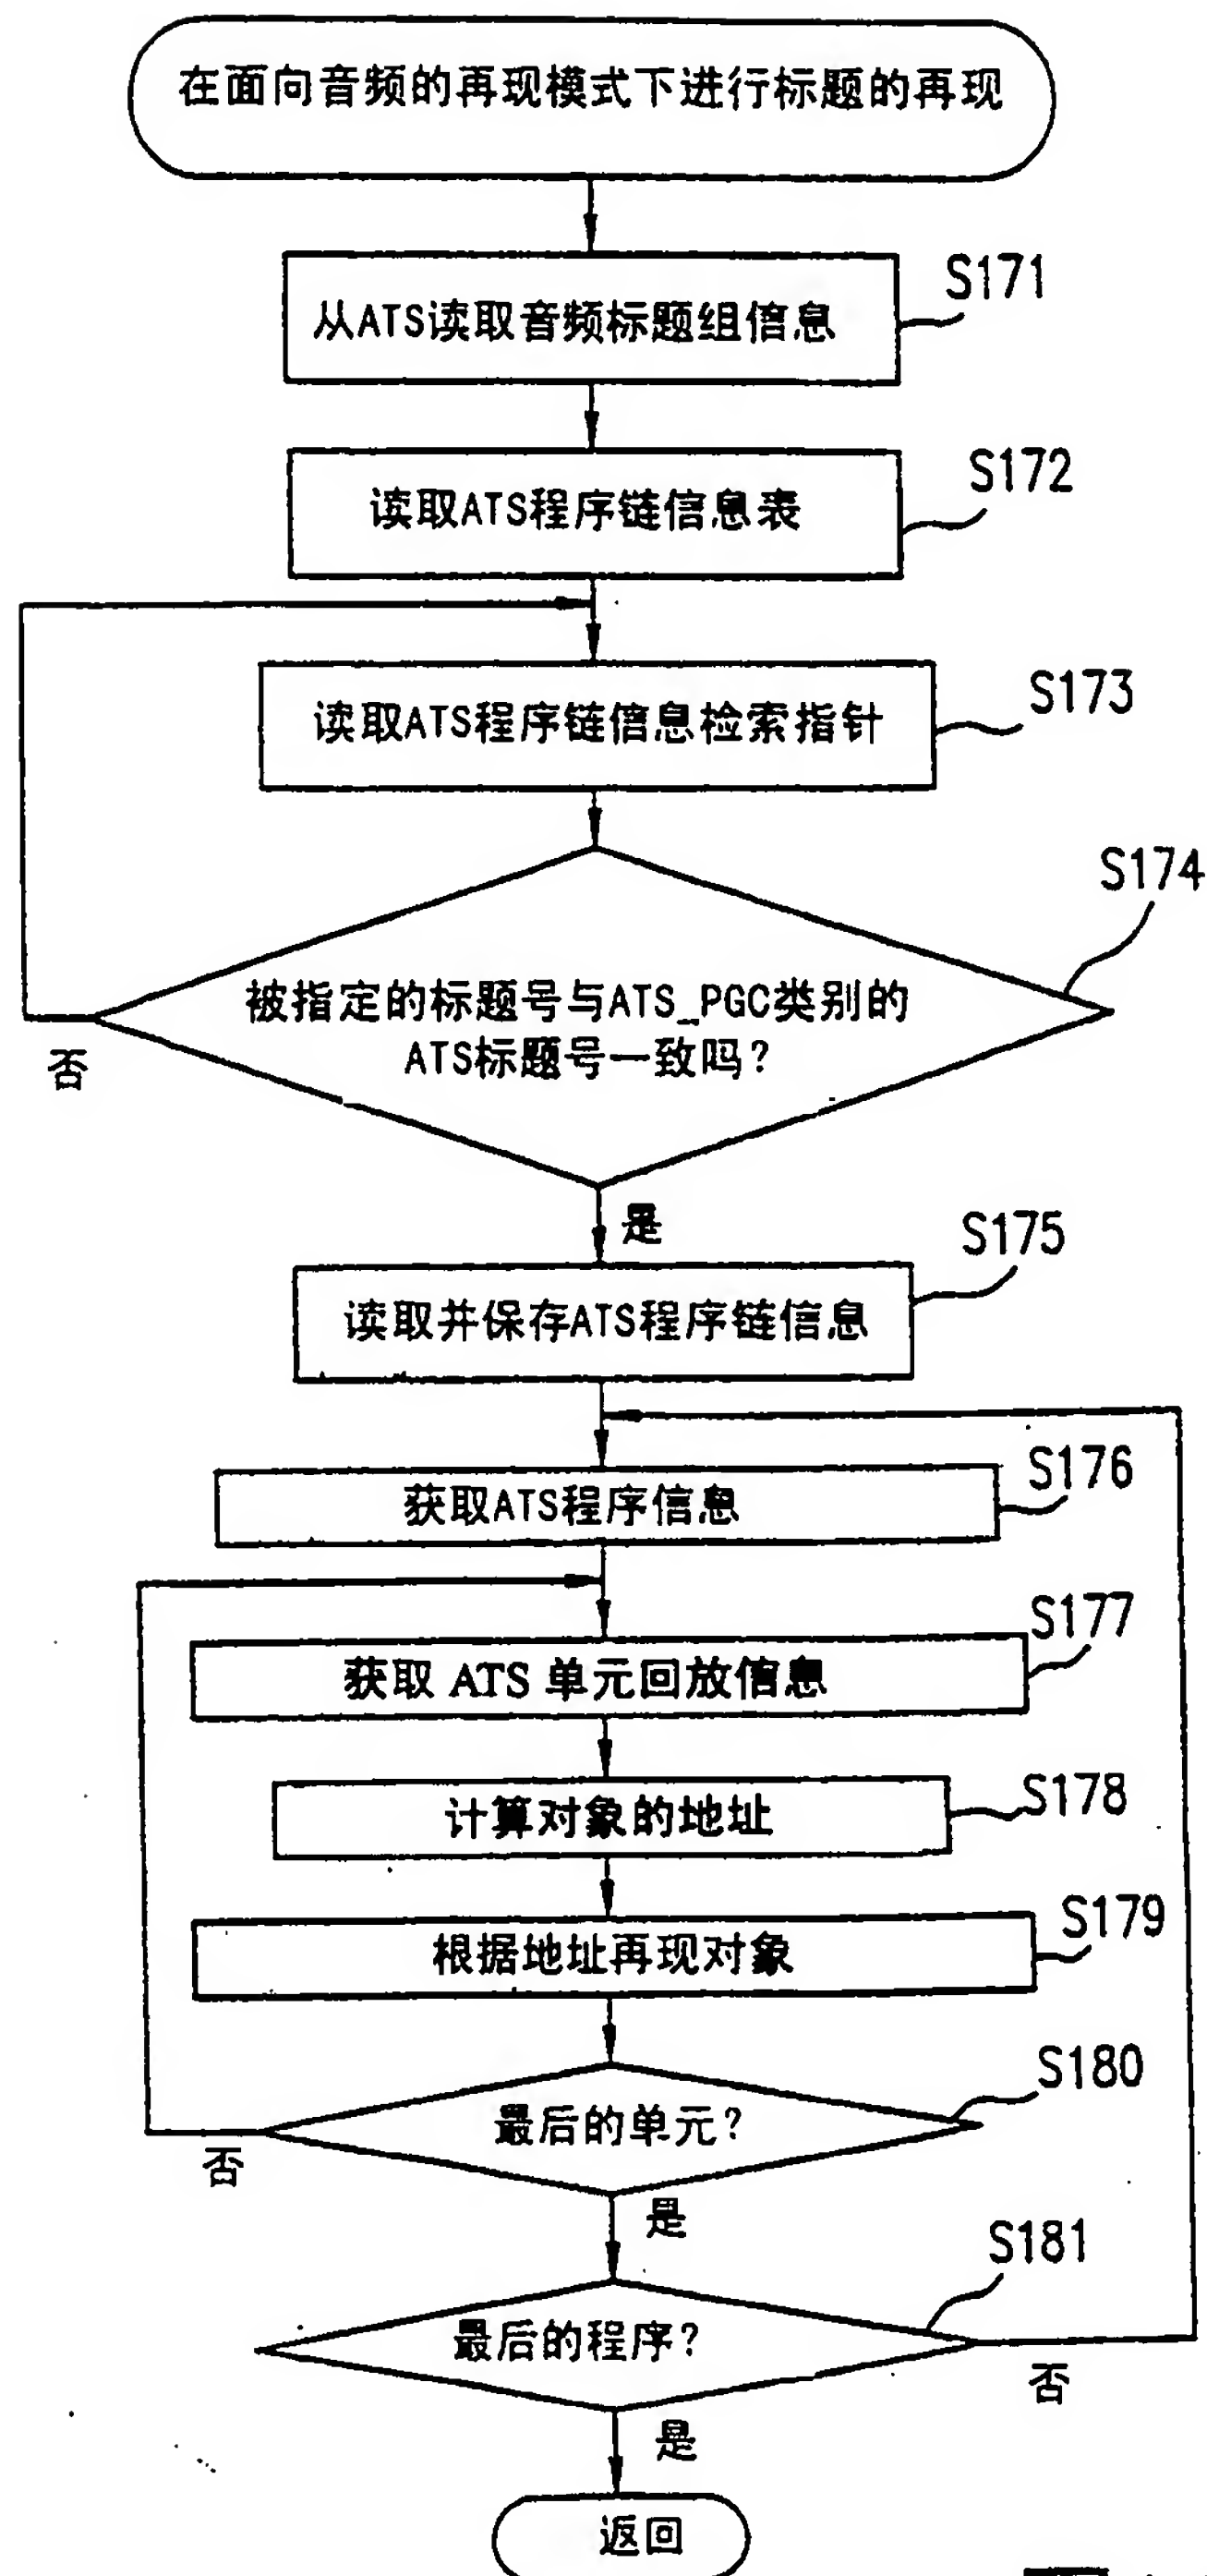 在面向音频的再现模式下进行标题的再现
从ATS读取音频标题组信息
S171
读取ATS程序链信息表
S172
读取ATS程序链信息检索指针
S173
被指定的标题号与ATS_PGC类别的
ATS标题号一致吗?
S174
否
是
读取并保存ATS程序链信息
S175
获取ATS程序信息
S176
获取 ATS 单元回放信息
S177
计算对象的地址
S178
根据地址再现对象
S179
最后的单元?
S180
否
是
最后的程序?
S181
否
是
返回